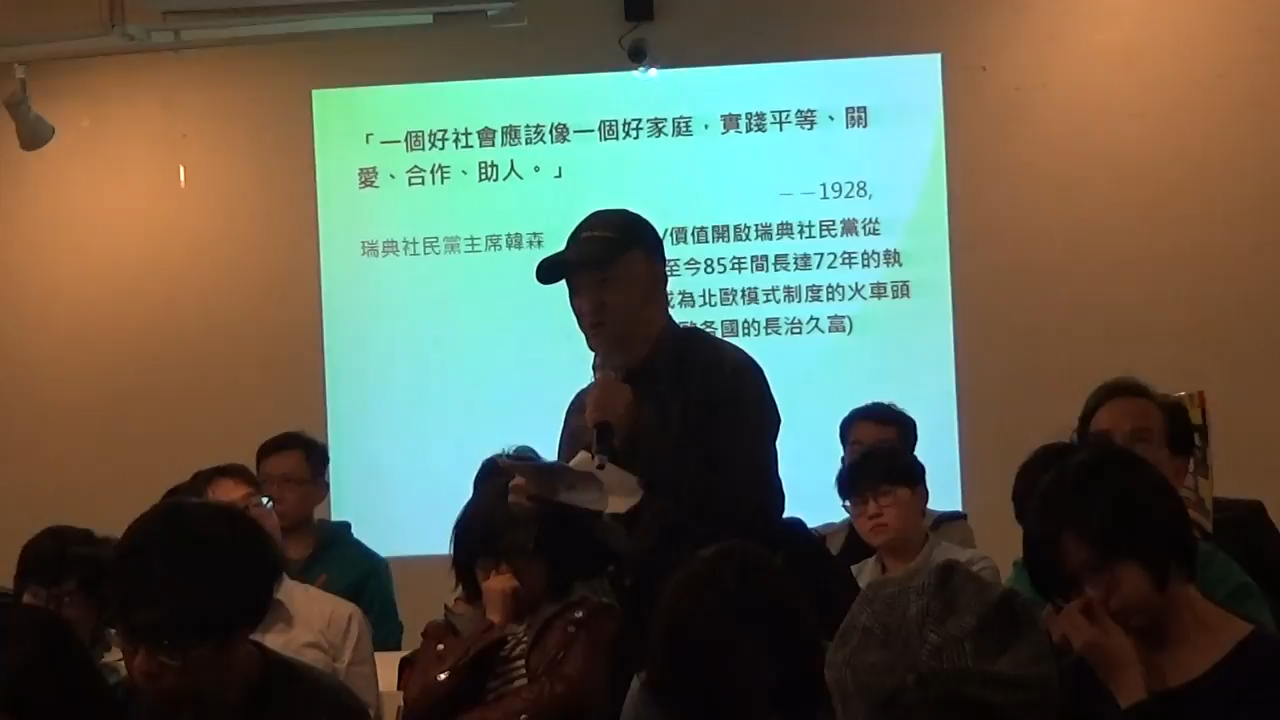 「一個好社會應該像一個好家庭，實踐平等、關
愛、合作、助人。」
——1928,
瑞典社民黨主席韓森
/價值開啟瑞典社民黨從
至今85年間長達72年的執
成為北歐模式制度的火車頭
歐各國的長治久富)